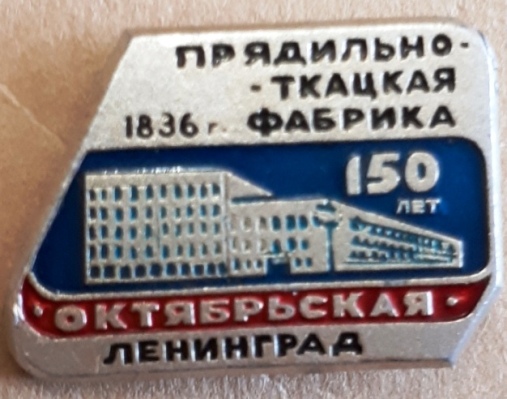 ПРЯДИЛЬНО-
-ТКАЦКАЯ
1836 г. ФАБРИКА
150
ЛЕТ
·ОКТЯБРЬСКАЯ·
ЛЕНИНГРАД